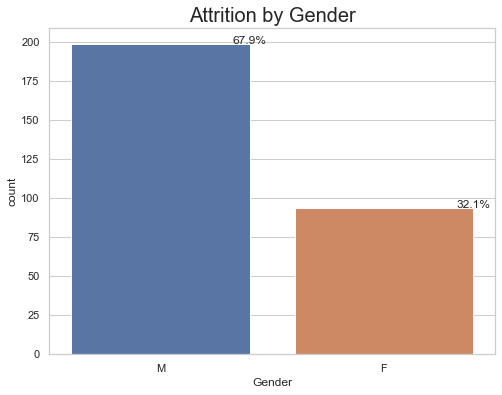 Attrition by Gender
200
175
150
125
100
75
50
25
0
count
67.9%
32.1%
M
F
Gender